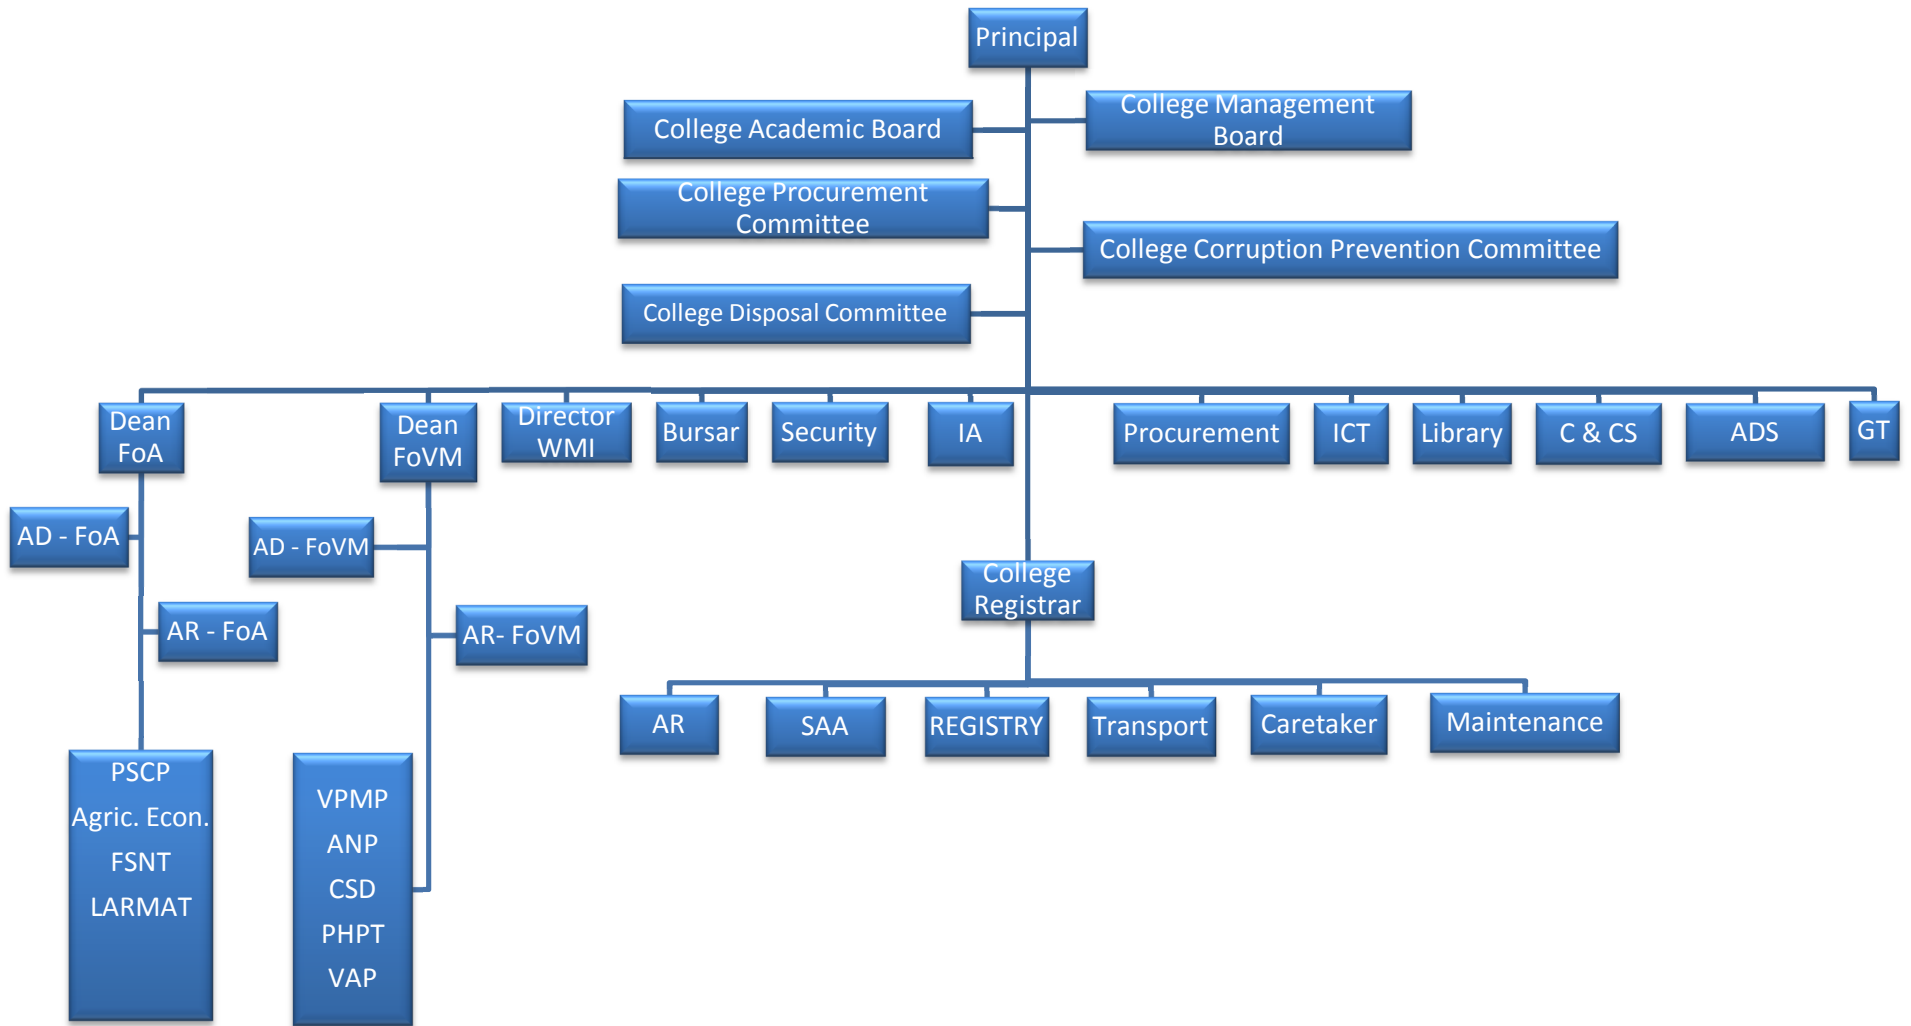 Principal
College Academic Board
College Management
Board
College Procurement
Committee
College Corruption Prevention Committee
College Disposal Committee
Dean
FoA
Dean
FoVM
Director
WMI
Bursar
Security
IA
Procurement
ICT
Library
C & CS
ADS
GT
AD - FoA
AD - FoVM
AR - FoA
AR- FoVM
College
Registrar
AR
SAA
REGISTRY
Transport
Caretaker
Maintenance
PSCP
Agric. Econ.
FSNT
LARMAT
VPMP
ANP
CSD
PHPT
VAP